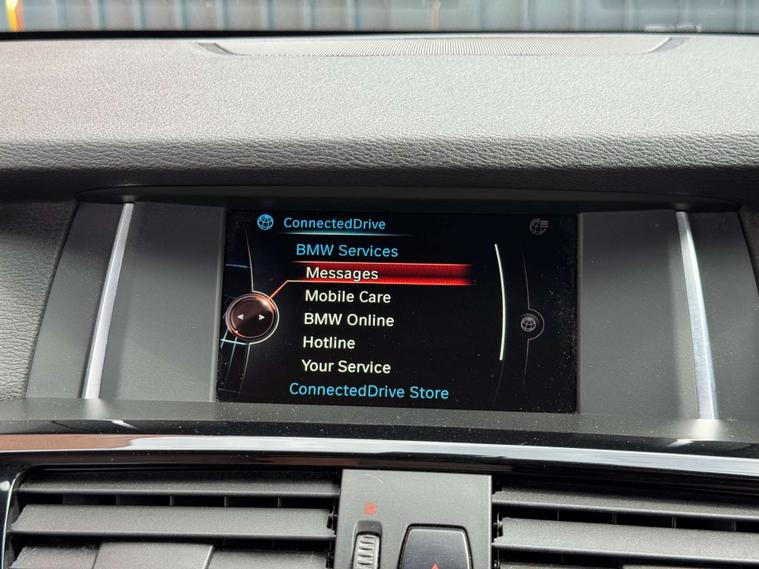 ConnectedDrive
BMW Services
Messages
Mobile Care
BMW Online
Hotline
Your Service
ConnectedDrive Store